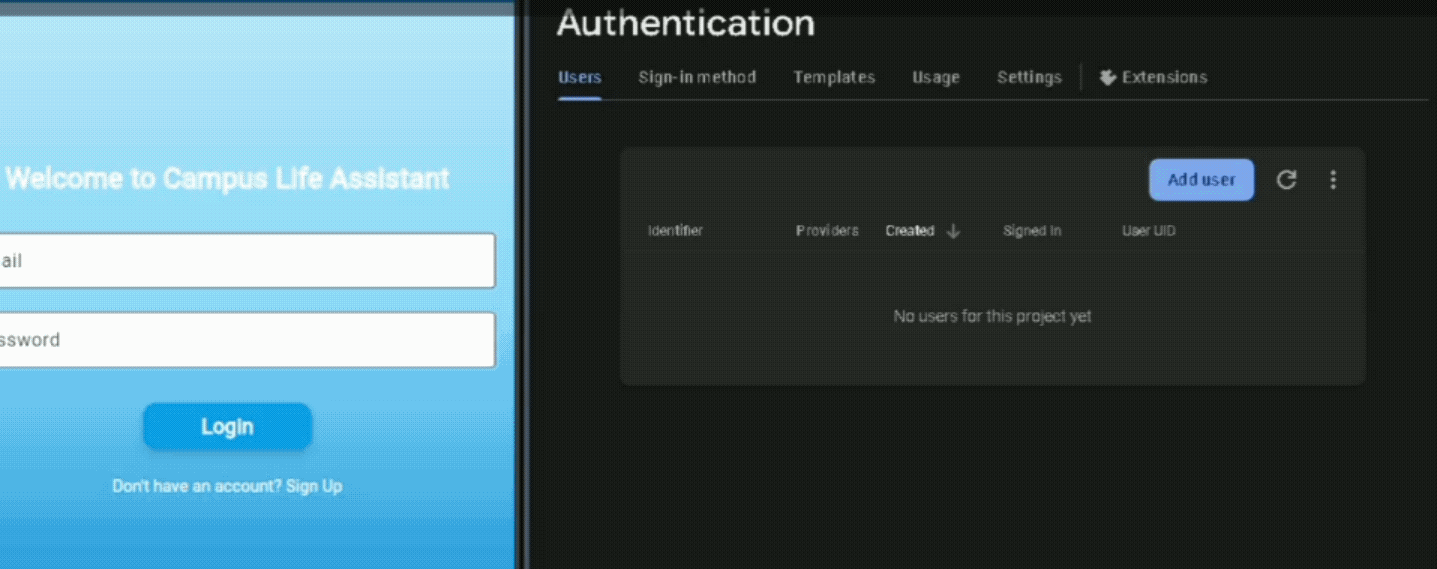 Welcome to Campus Life Assistant
ail
ssword
Login
Don't have an account? Sign Up
Authentication
Users Sign-in method Templates Usage Settings Extensions
Add user
Identifier Providers Created Signed In User UID
No users for this project yet